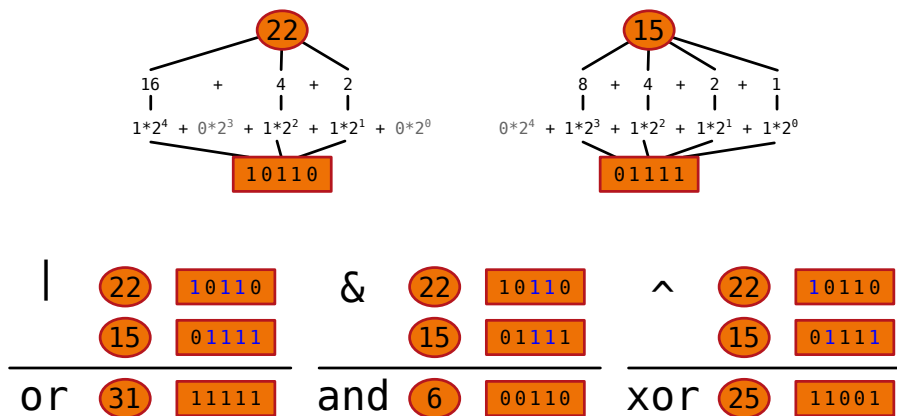 22 15
16 + 4 + 2 8 + 4 + 2 + 1
1*2⁴ + 0*2³ + 1*2² + 1*2¹ + 0*2⁰ 0*2⁴ + 1*2³ + 1*2² + 1*2¹ + 1*2⁰
10110 01111
| 22 10110 & 22 10110 ^ 22 10110
15 01111 15 01111 15 01111
or 31 11111 and 6 00110 xor 25 11001